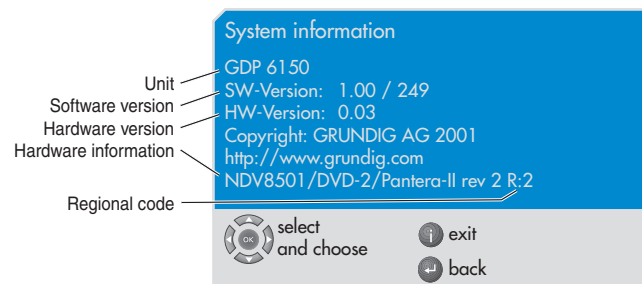 System information
GDP 6150
Unit
SW-Version: 1.00 / 249
Software version
HW-Version: 0.03
Hardware version
Copyright: GRUNDIG AG 2001
Hardware information
http://www.grundig.com
NDV8501/DVD-2/Pantera-II rev 2 R:2
Regional code
OK
select
and choose
i exit
back